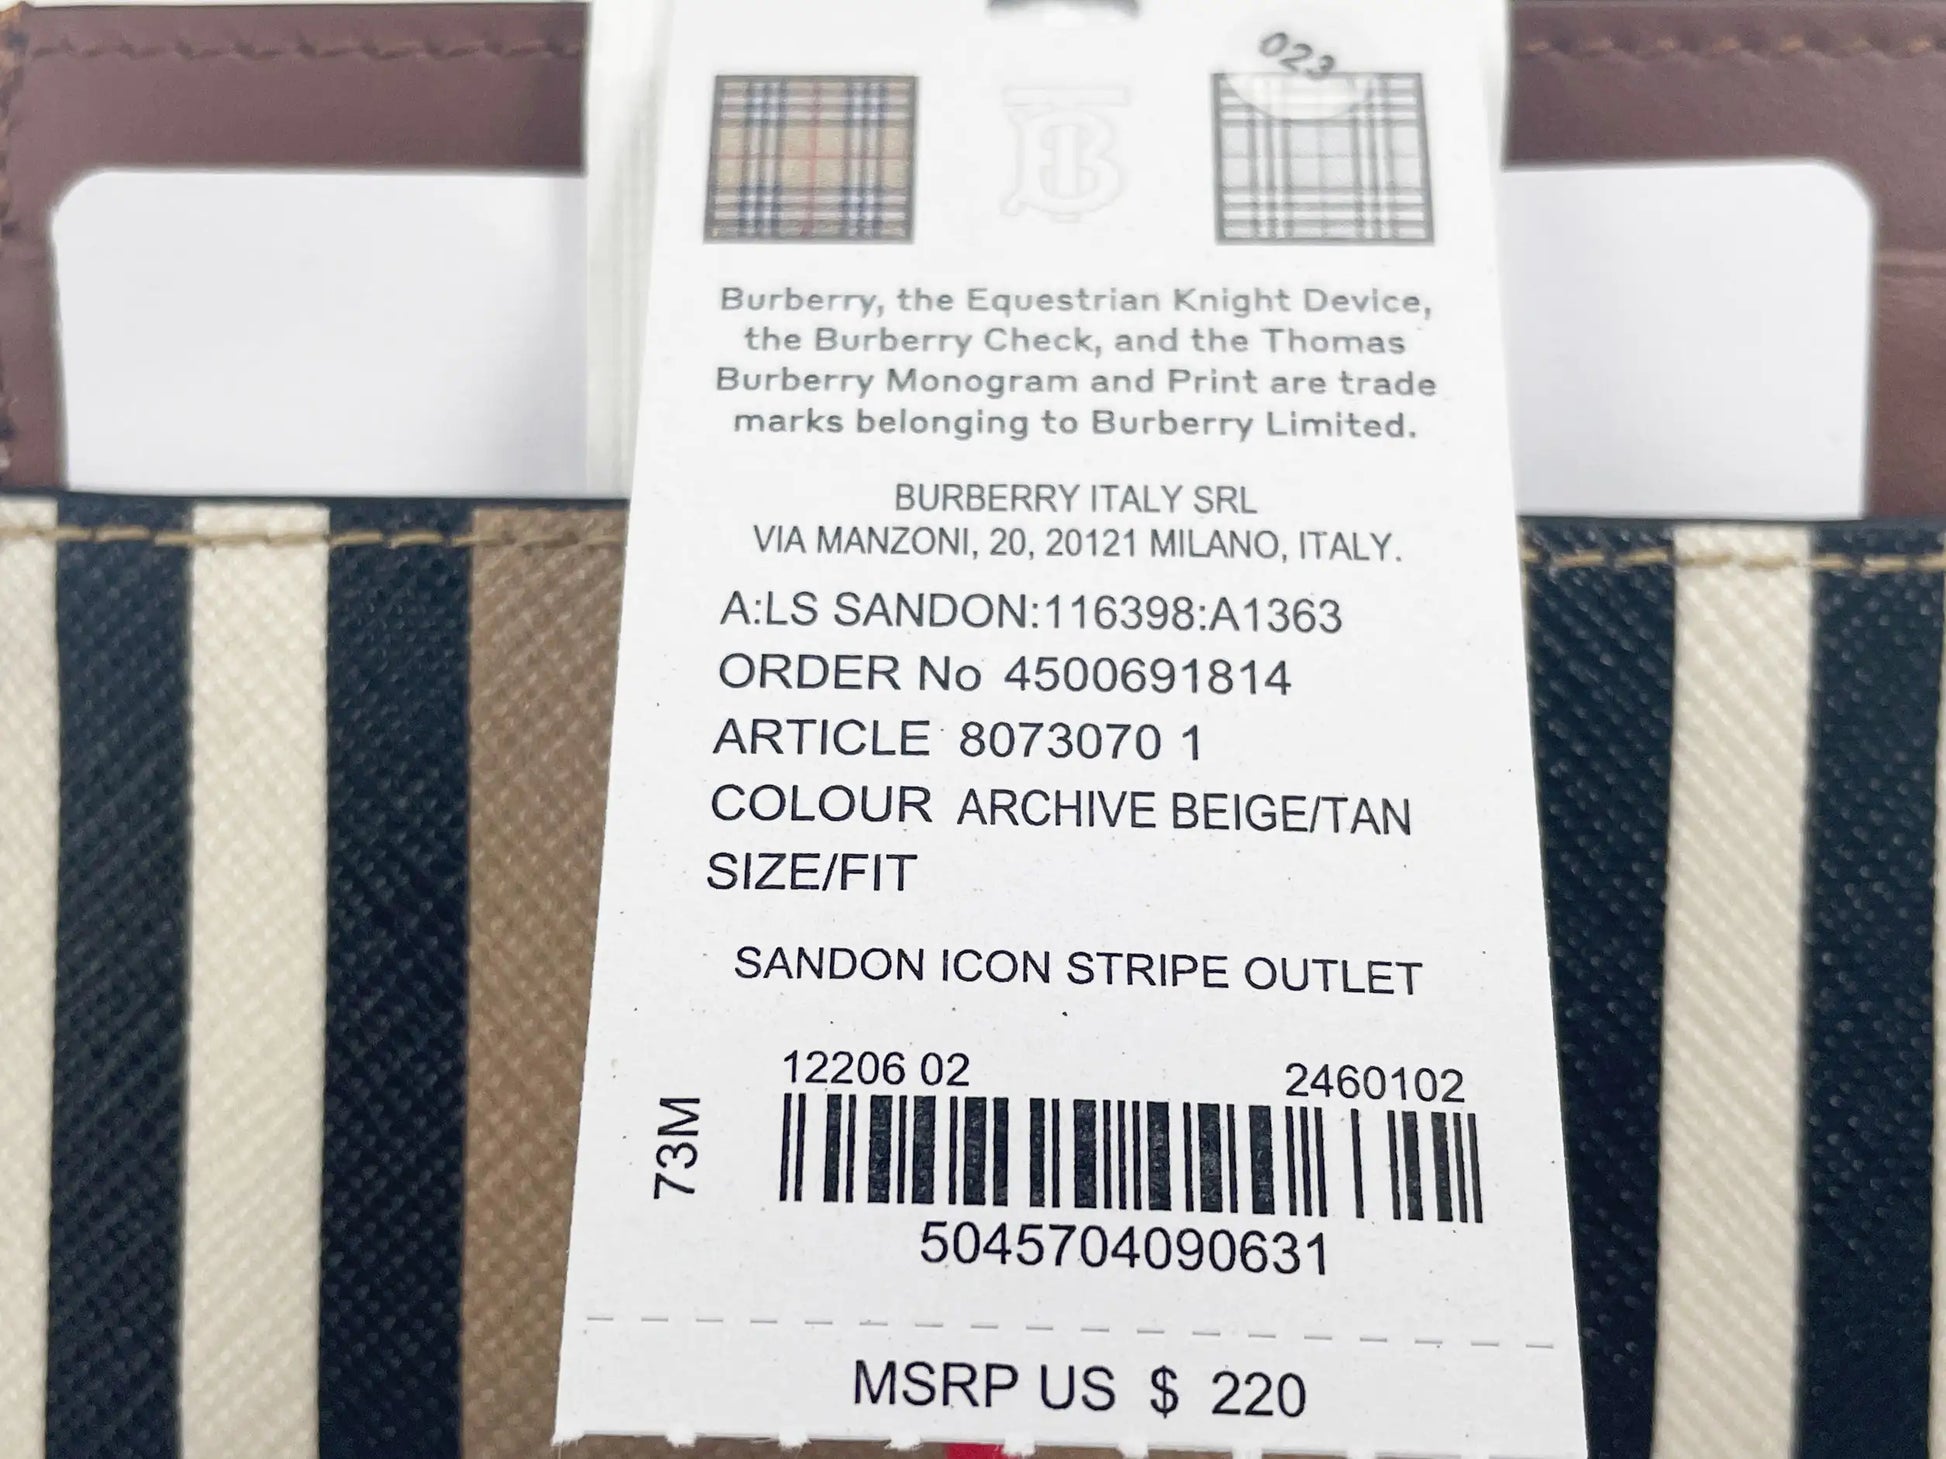 023
Burberry, the Equestrian Knight Device,
the Burberry Check, and the Thomas
Burberry Monogram and Print are trade
marks belonging to Burberry Limited.
BURBERRY ITALY SRL
VIA MANZONI, 20, 20121 MILANO, ITALY.
A:LS SANDON:116398:A1363
ORDER No 4500691814
ARTICLE 8073070 1
COLOUR ARCHIVE BEIGE/TAN
SIZE/FIT
SANDON ICON STRIPE OUTLET
12206 02 2460102
73M
5045704090631
MSRP US $ 220